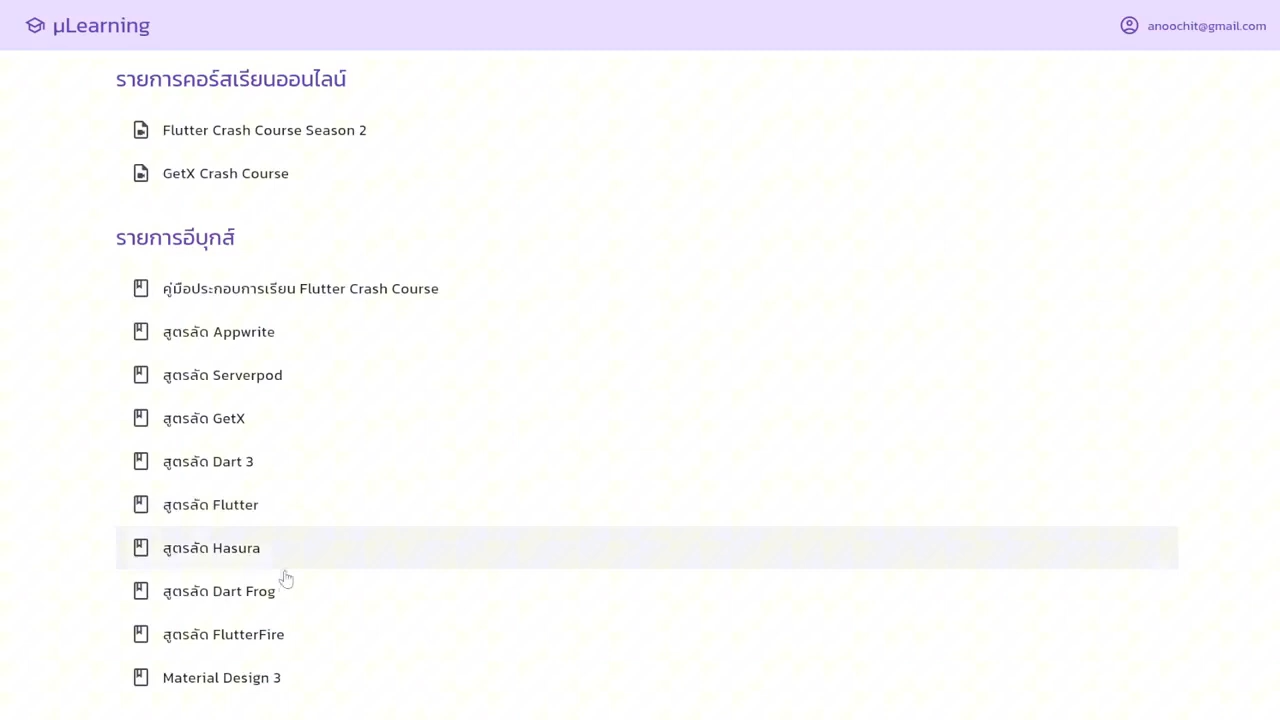 µLearning
anoochit@gmail.com
รายการคอร์สเรียนออนไลน์
Flutter Crash Course Season 2
GetX Crash Course
รายการอีบุกส์
คู่มือประกอบการเรียน Flutter Crash Course
สูตรลัด Appwrite
สูตรลัด Serverpod
สูตรลัด GetX
สูตรลัด Dart 3
สูตรลัด Flutter
สูตรลัด Hasura
สูตรลัด Dart Frog
สูตรลัด FlutterFire
Material Design 3